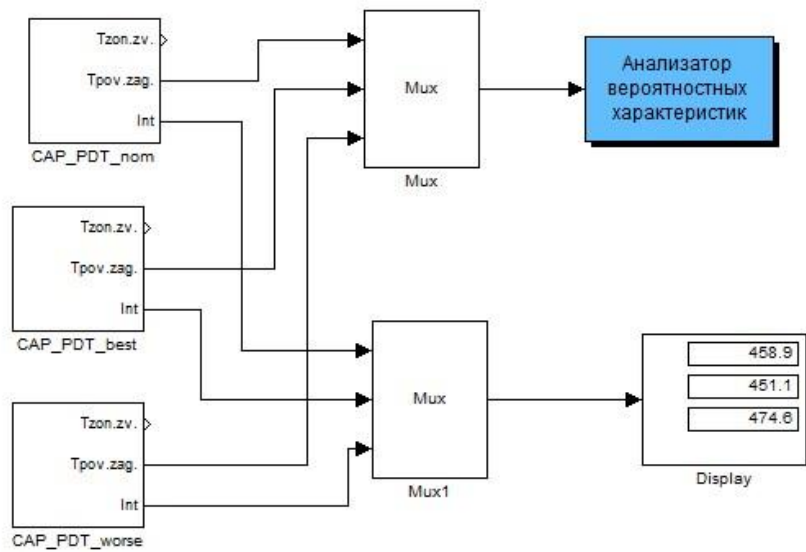 Tzon.zv.
Tpov.zag.
Int
CAP_PDT_nom
Tzon.zv.
Tpov.zag.
Int
CAP_PDT_best
Tzon.zv.
Tpov.zag.
Int
CAP_PDT_worse
Mux
Mux
Анализатор
вероятностных
характеристик
Mux
Mux1
458.9
451.1
474.6
Display